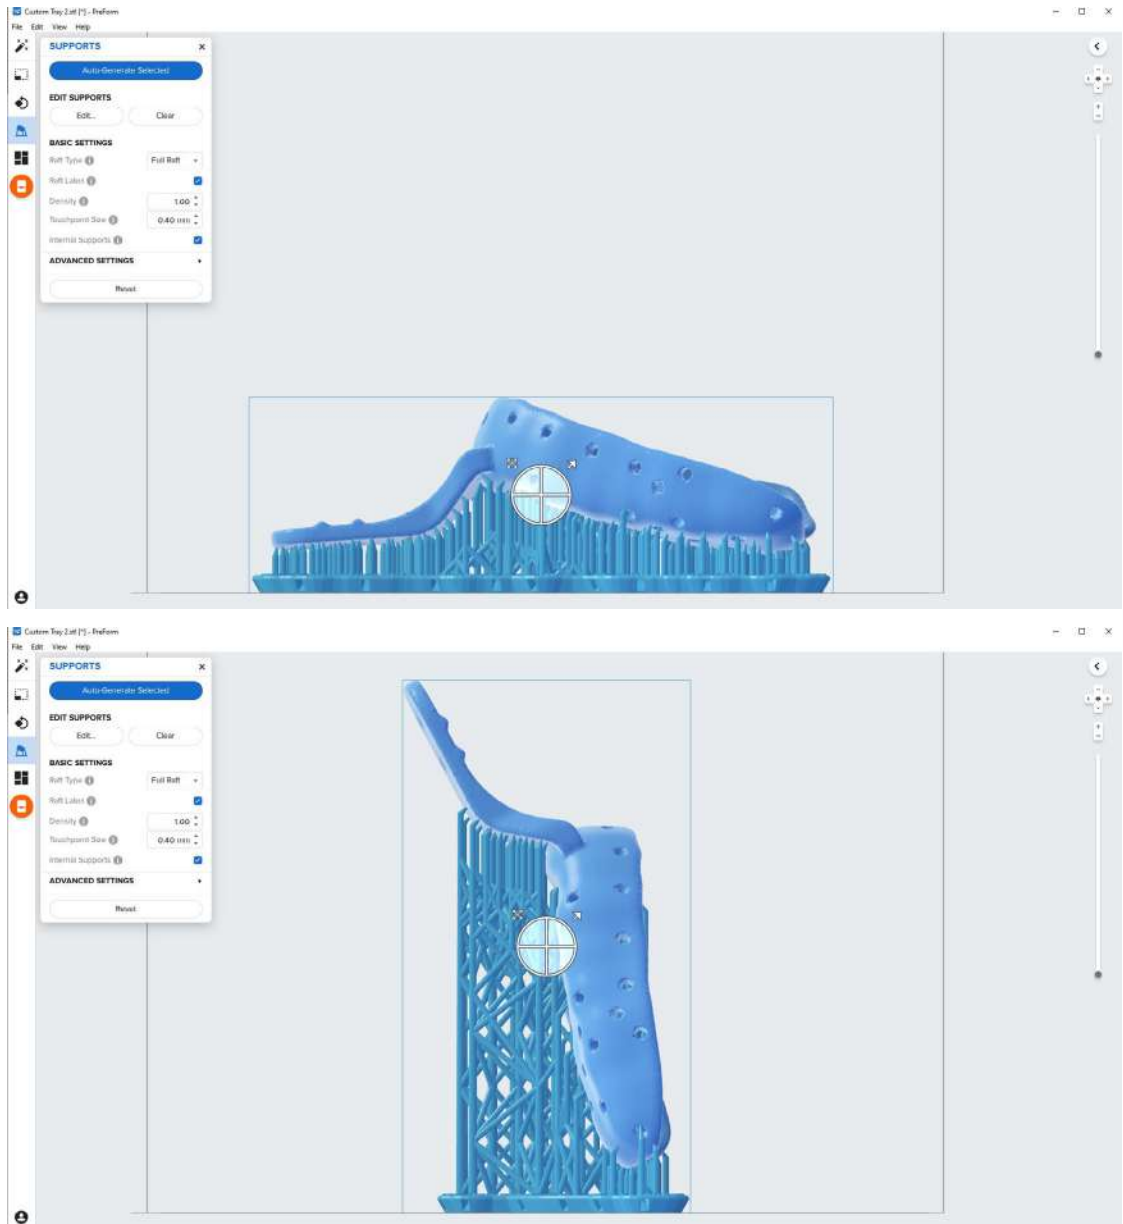 Custom Tray 2.stl [*] - PreForm
File Edit View Help
SUPPORTS
Auto-Generate Selected
EDIT SUPPORTS
Edit... Clear
BASIC SETTINGS
Raft Type Full Raft
Raft Label
Density 1.00
Touchpoint Size 0.40 mm
Internal Supports
ADVANCED SETTINGS
Reset
Custom Tray 2.stl [*] - PreForm
File Edit View Help
SUPPORTS
Auto-Generate Selected
EDIT SUPPORTS
Edit... Clear
BASIC SETTINGS
Raft Type Full Raft
Raft Label
Density 1.00
Touchpoint Size 0.40 mm
Internal Supports
ADVANCED SETTINGS
Reset